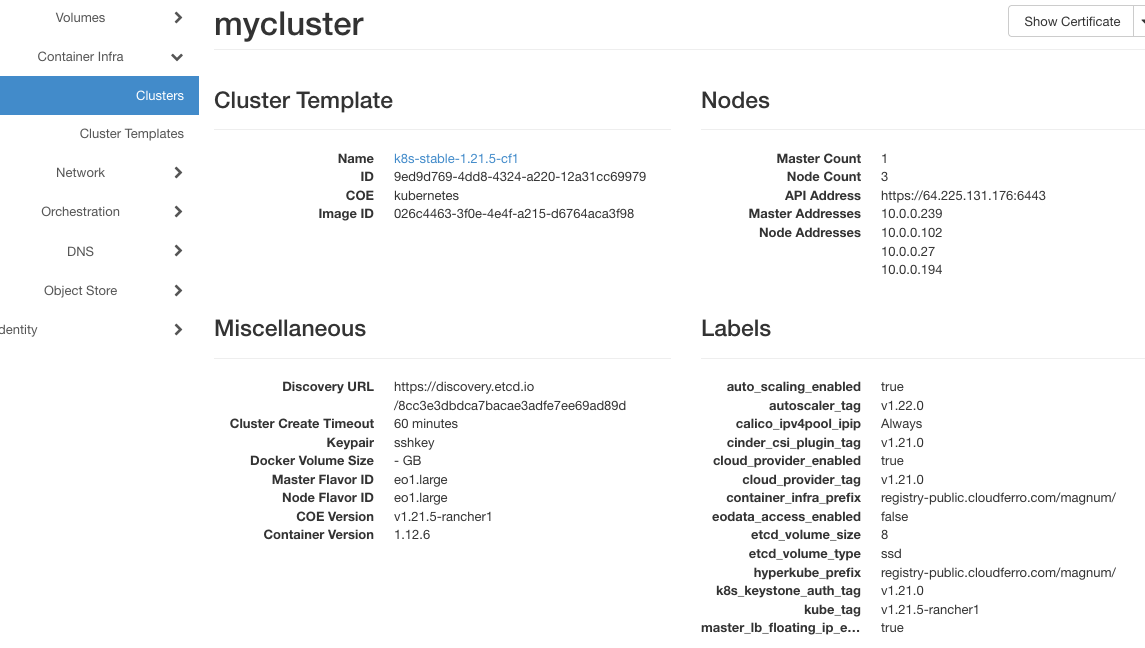 Volumes
Container Infra
Clusters
Cluster Templates
Network
Orchestration
DNS
Object Store
dentity
mycluster
Show Certificate
Cluster Template
Name k8s-stable-1.21.5-cf1
ID 9ed9d769-4dd8-4324-a220-12a31cc69979
COE kubernetes
Image ID 026c4463-3f0e-4e4f-a215-d6764aca3f98
Nodes
Master Count 1
Node Count 3
API Address https://64.225.131.176:6443
Master Addresses 10.0.0.239
Node Addresses 10.0.0.102
10.0.0.27
10.0.0.194
Miscellaneous
Discovery URL https://discovery.etcd.io
/8cc3e3dbdca7bacae3adfe7ee69ad89d
Cluster Create Timeout 60 minutes
Keypair sshkey
Docker Volume Size - GB
Master Flavor ID eo1.large
Node Flavor ID eo1.large
COE Version v1.21.5-rancher1
Container Version 1.12.6
Labels
auto_scaling_enabled true
autoscaler_tag v1.22.0
calico_ipv4pool_ipip Always
cinder_csi_plugin_tag v1.21.0
cloud_provider_enabled true
cloud_provider_tag v1.21.0
container_infra_prefix registry-public.cloudferro.com/magnum/
eodata_access_enabled false
etcd_volume_size 8
etcd_volume_type ssd
hyperkube_prefix registry-public.cloudferro.com/magnum/
k8s_keystone_auth_tag v1.21.0
kube_tag v1.21.5-rancher1
master_lb_floating_ip_e... true